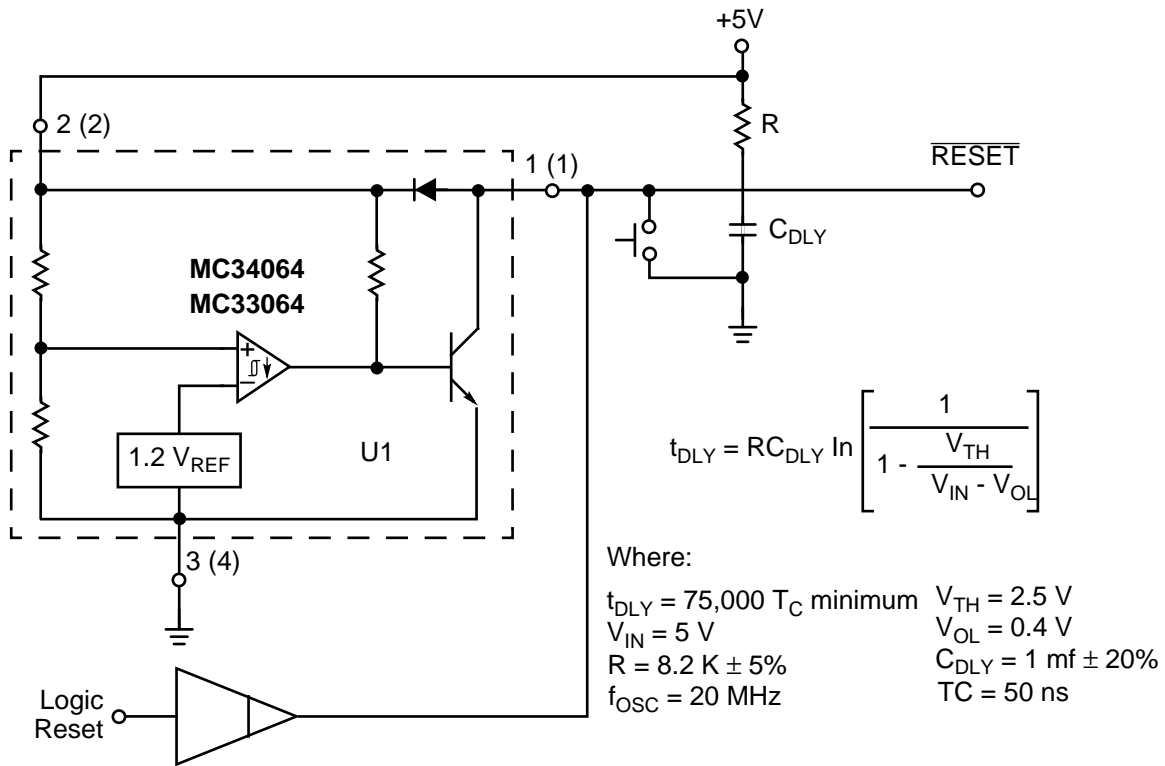 +5V
2 (2)
R
1 (1)
RESET
C_DLY
MC34064
MC33064
+
−
1.2 V_REF
U1
t_DLY = RC_DLY In [ 1 / ( 1 - V_TH / ( V_IN - V_OL ) ) ]
3 (4)
Where:
t_DLY = 75,000 T_C minimum
V_IN = 5 V
R = 8.2 K ± 5%
f_OSC = 20 MHz
V_TH = 2.5 V
V_OL = 0.4 V
C_DLY = 1 mf ± 20%
TC = 50 ns
Logic
Reset